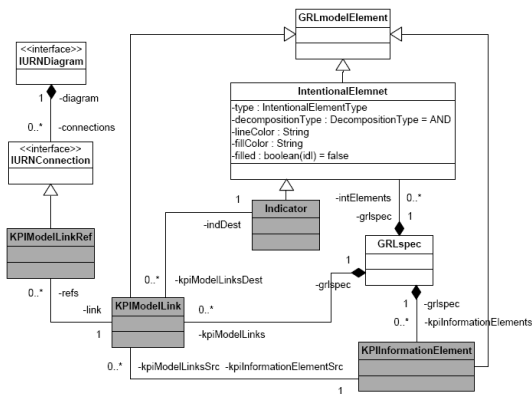 GRLmodelElement
<<interface>>
IURNDiagram
1
-diagram
0..*
-connections
<<interface>>
IURNConnection
IntentionalElemnet
-type : IntentionalElementType
-decompositionType : DecompositionType = AND
-lineColor : String
-fillColor : String
-filled : boolean(idl) = false
1
-indDest
Indicator
-intElements
0..*
-grlspec
1
KPIModelLinkRef
GRLspec
1
-grlspec
0..*
-refs
0..*
-kpiModelLinksDest
-link
1
KPIModelLink
0..*
-kpiModelLinks
1
-grlspec
0..*
-kpiInformationElements
KPIInformationElement
0..*
-kpiModelLinksSrc
-kpiInformationElementSrc
1